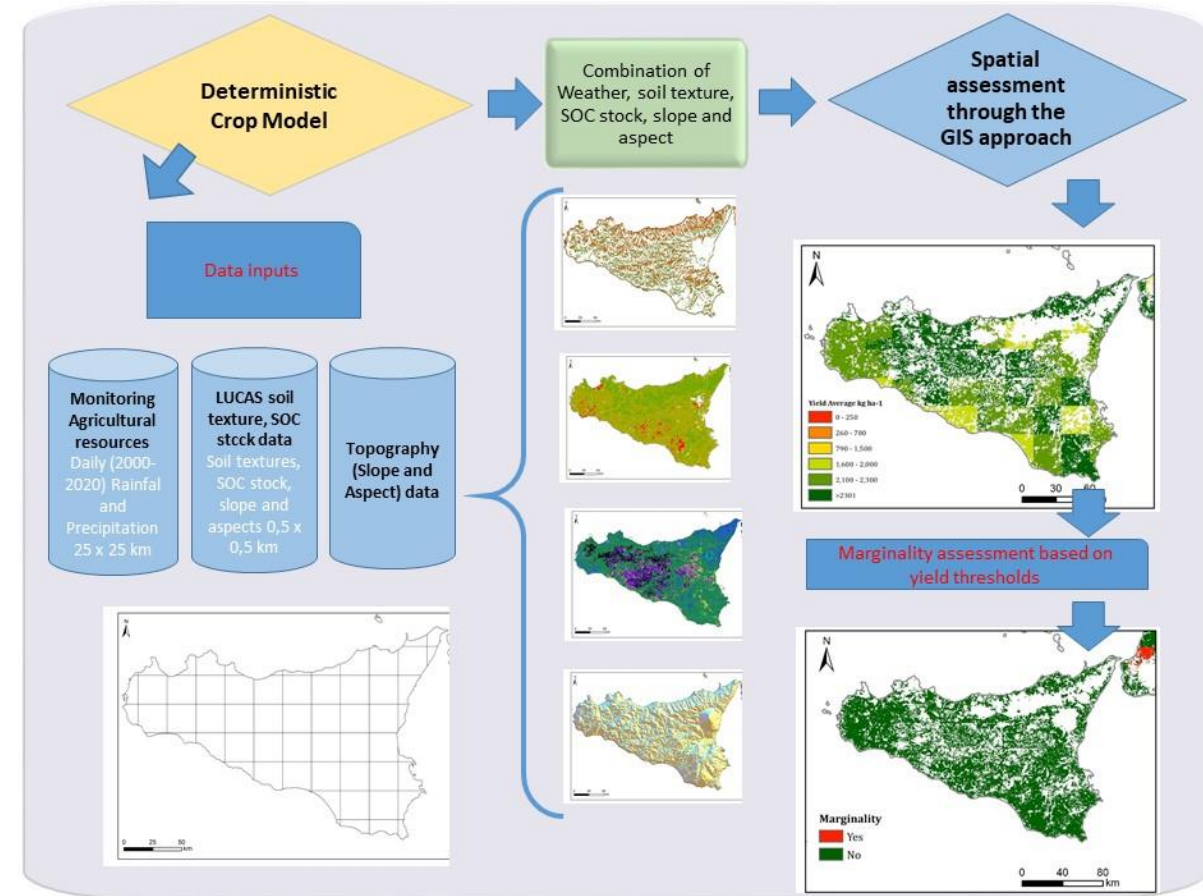 Deterministic
Crop Model
Combination of
Weather, soil texture,
SOC stock, slope and
aspect
Spatial
assessment
through the
GIS approach
Data inputs
Monitoring
Agricultural
resources
Daily (2000-
2020) Rainfal
and
Precipitation
25 x 25 km
LUCAS soil
texture, SOC
stcck data
Soil textures,
SOC stock,
slope and
aspects 0,5 x
0,5 km
Topography
(Slope and
Aspect) data
N
0 25 50
km
N
Yield Average kg ha-1
0 - 250
260 - 700
790 - 1,500
1,600 - 2,000
2,100 - 2,300
>2301
0 30 60
Marginality assessment based on
yield thresholds
N
Marginality
Yes
No
0 40 80
km